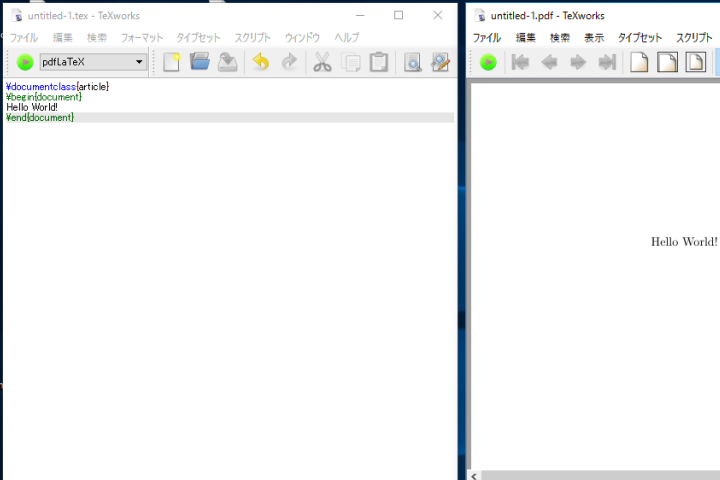 untitled-1.tex - TeXworks
ファイル 編集 検索 フォーマット タイプセット スクリプト ウィンドウ ヘルプ
pdfLaTeX
¥documentclass{article}
¥begin{document}
Hello World!
¥end{document}
untitled-1.pdf - TeXworks
ファイル 編集 検索 表示 タイプセット スクリプト
Hello World!